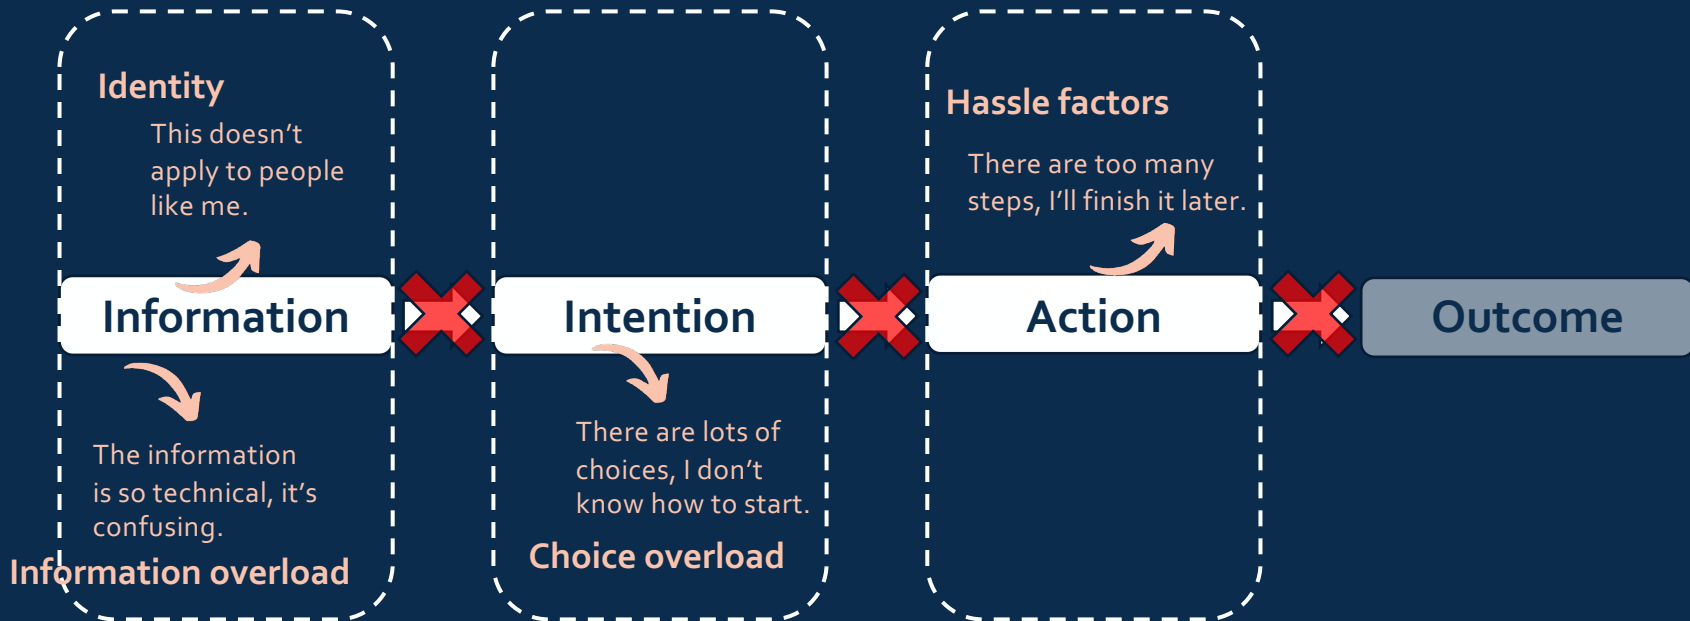 Identity
This doesn’t
apply to people
like me.
Information
The information
is so technical, it’s
confusing.
Information overload
Intention
There are lots of
choices, I don’t
know how to start.
Choice overload
Hassle factors
There are too many
steps, I’ll finish it later.
Action
Outcome